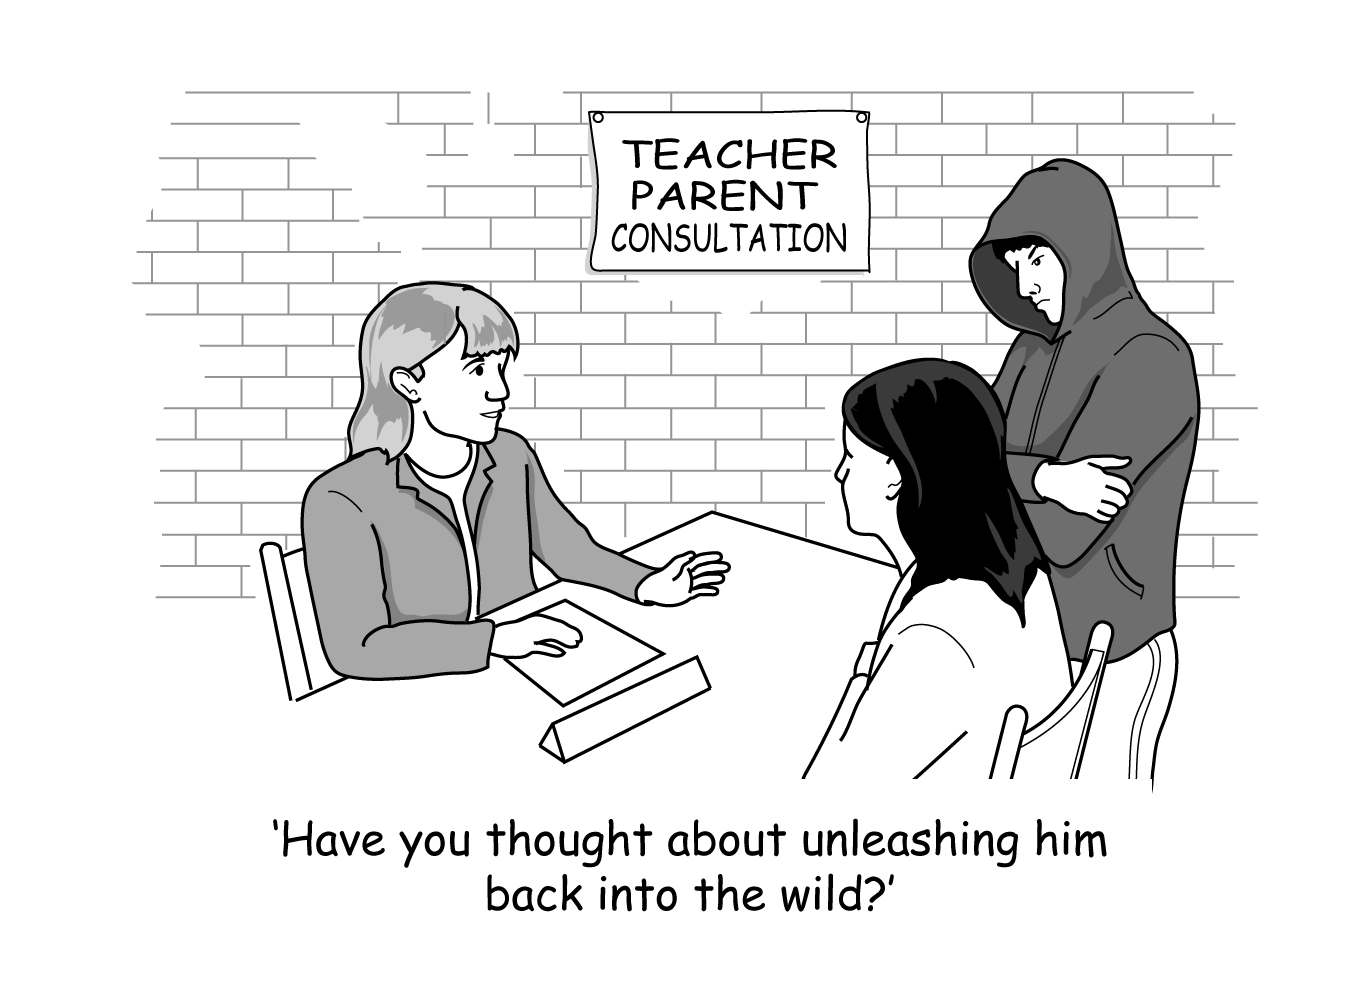 TEACHER
PARENT
CONSULTATION
‘Have you thought about unleashing him
back into the wild?’